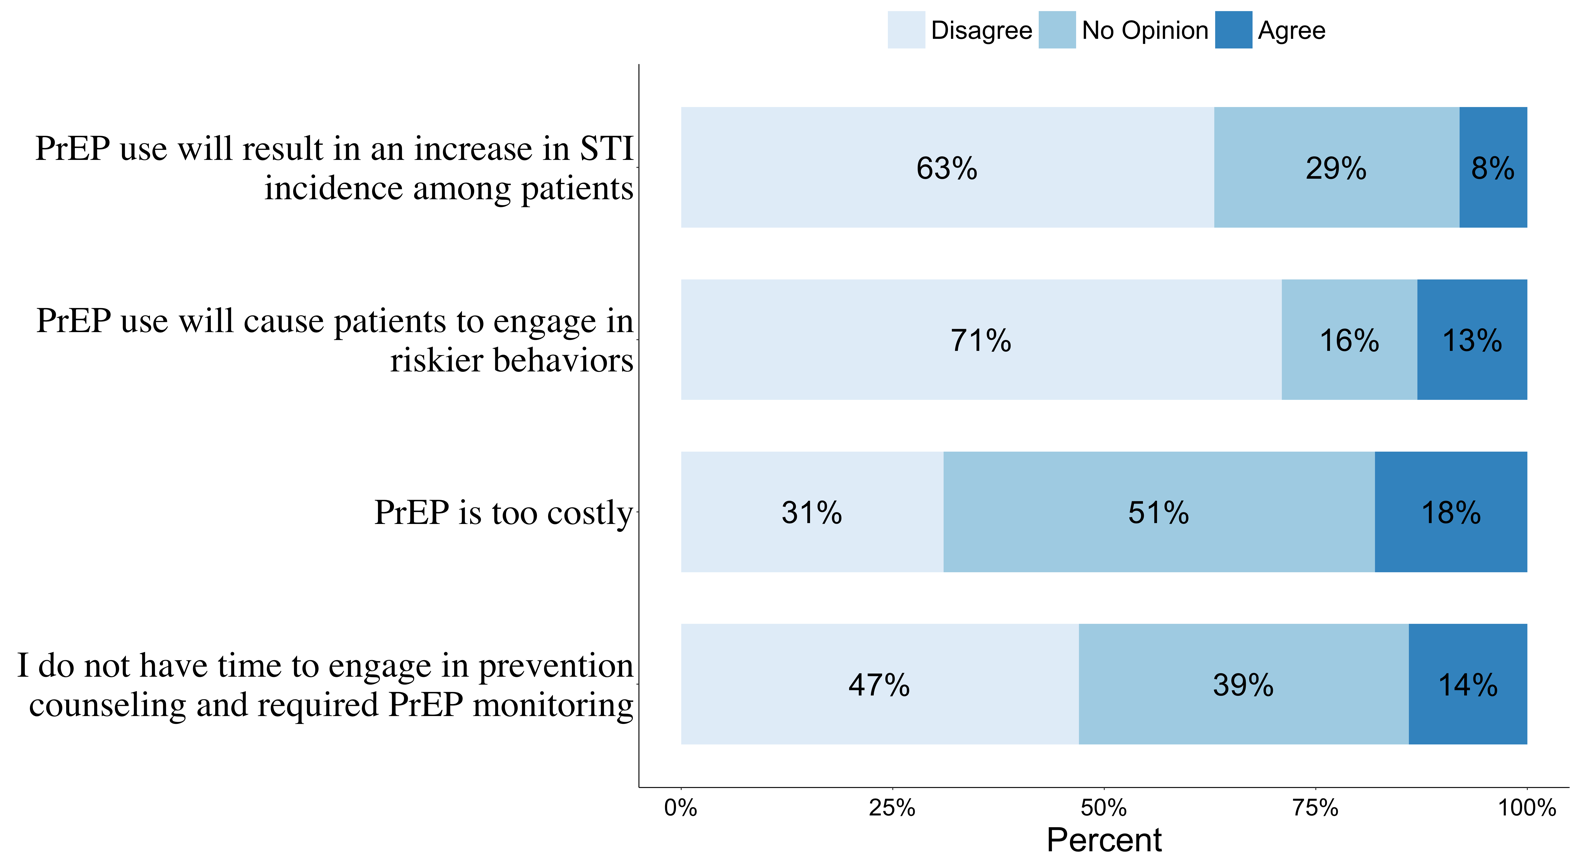 Disagree No Opinion Agree
PrEP use will result in an increase in STI
incidence among patients
63% 29% 8%
PrEP use will cause patients to engage in
riskier behaviors
71% 16% 13%
PrEP is too costly
31% 51% 18%
I do not have time to engage in prevention
counseling and required PrEP monitoring
47% 39% 14%
0% 25% 50% 75% 100%
Percent